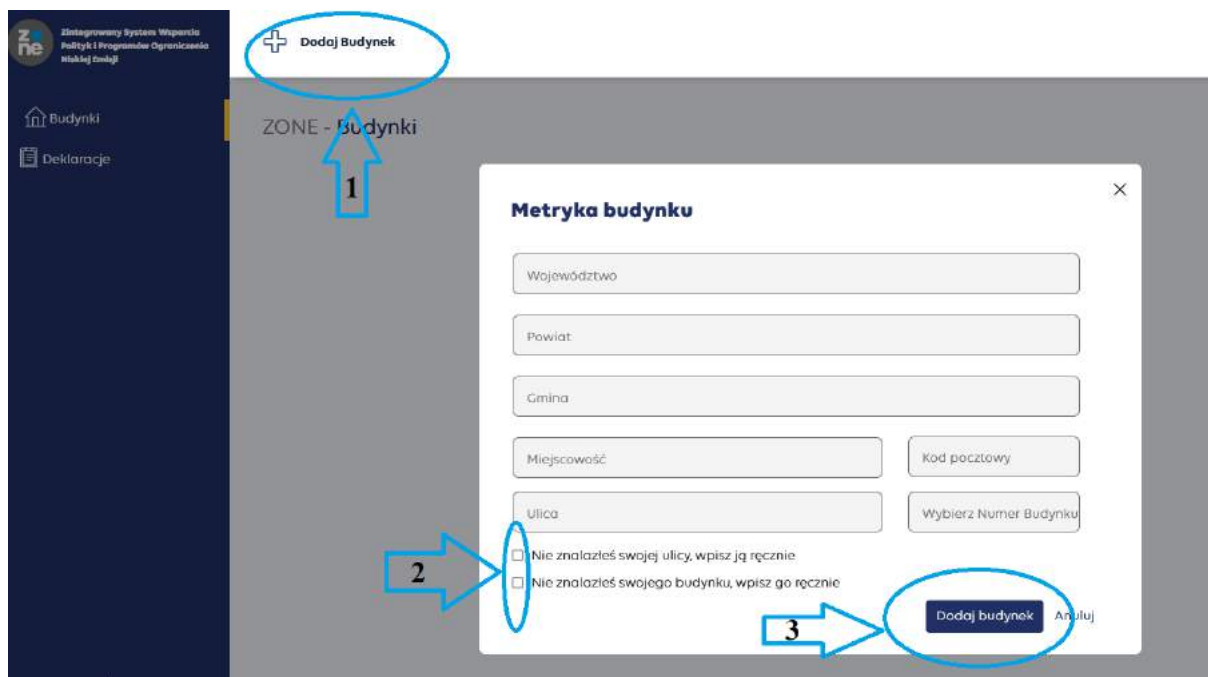 Zne
Zintegrowany System Wsparcia
Polityk i Programów Ograniczenia
Niskiej Emisji
Dodaj Budynek
Budynki
Deklaracje
ZONE - Budynki
1
Metryka budynku
Województwo
Powiat
Gmina
Miejscowość
Kod pocztowy
Ulica
Wybierz Numer Budynku
2
Nie znalazłeś swojej ulicy, wpisz ją ręcznie
Nie znalazłeś swojego budynku, wpisz go ręcznie
3
Dodaj budynek
Anuluj